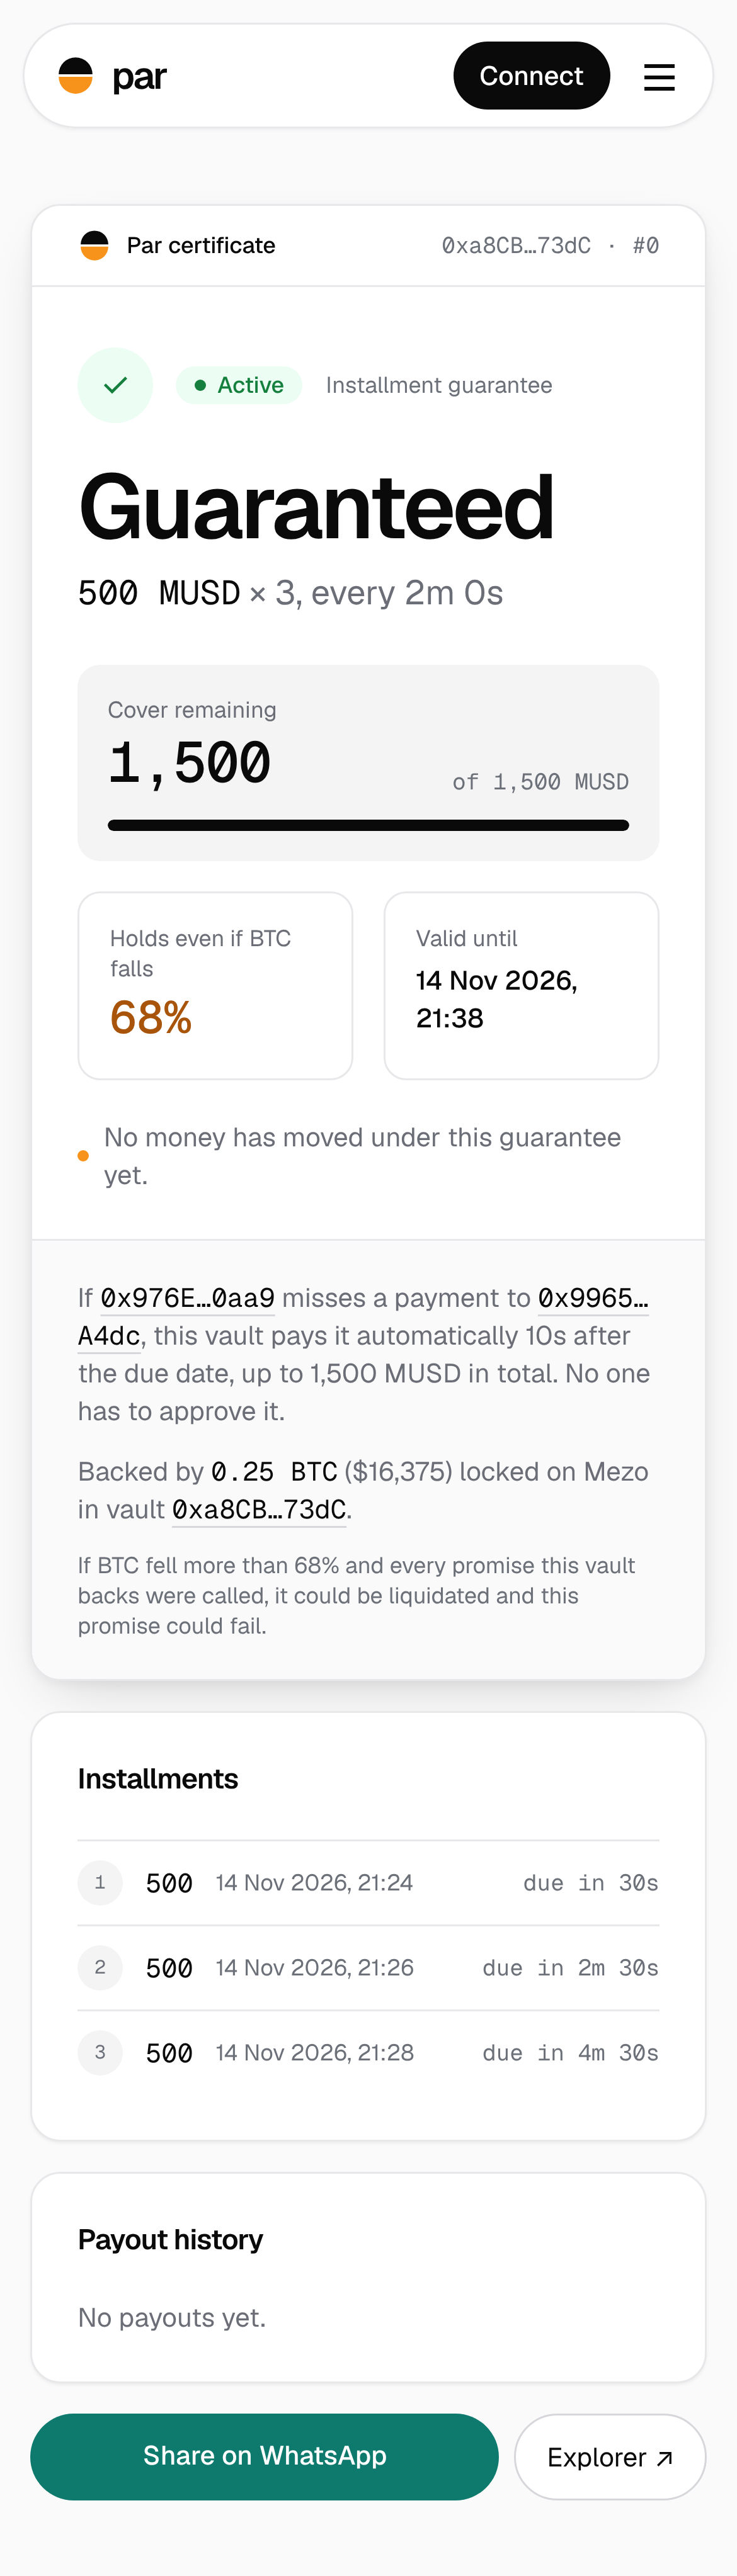 par
Connect
Par certificate
0xa8CB…73dC · #0
Active
Installment guarantee
Guaranteed
500 MUSD × 3, every 2m 0s
Cover remaining
1,500
of 1,500 MUSD
Holds even if BTC
falls
68%
Valid until
14 Nov 2026,
21:38
No money has moved under this guarantee
yet.
If 0x976E…0aa9 misses a payment to 0x9965…
A4dc, this vault pays it automatically 10s after
the due date, up to 1,500 MUSD in total. No one
has to approve it.
Backed by 0.25 BTC ($16,375) locked on Mezo
in vault 0xa8CB…73dC.
If BTC fell more than 68% and every promise this vault
backs were called, it could be liquidated and this
promise could fail.
Installments
1 500 14 Nov 2026, 21:24 due in 30s
2 500 14 Nov 2026, 21:26 due in 2m 30s
3 500 14 Nov 2026, 21:28 due in 4m 30s
Payout history
No payouts yet.
Share on WhatsApp
Explorer ↗